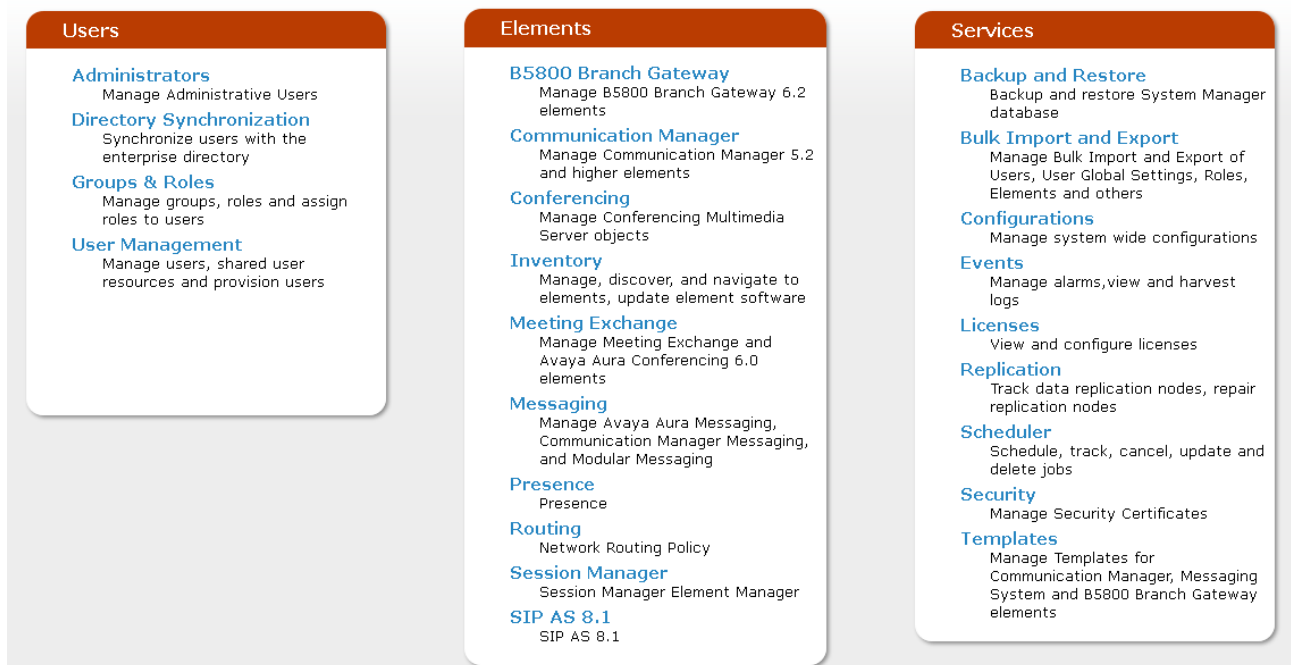 Users
Administrators
Manage Administrative Users
Directory Synchronization
Synchronize users with the
enterprise directory
Groups & Roles
Manage groups, roles and assign
roles to users
User Management
Manage users, shared user
resources and provision users
Elements
B5800 Branch Gateway
Manage B5800 Branch Gateway 6.2
elements
Communication Manager
Manage Communication Manager 5.2
and higher elements
Conferencing
Manage Conferencing Multimedia
Server objects
Inventory
Manage, discover, and navigate to
elements, update element software
Meeting Exchange
Manage Meeting Exchange and
Avaya Aura Conferencing 6.0
elements
Messaging
Manage Avaya Aura Messaging,
Communication Manager Messaging,
and Modular Messaging
Presence
Presence
Routing
Network Routing Policy
Session Manager
Session Manager Element Manager
SIP AS 8.1
SIP AS 8.1
Services
Backup and Restore
Backup and restore System Manager
database
Bulk Import and Export
Manage Bulk Import and Export of
Users, User Global Settings, Roles,
Elements and others
Configurations
Manage system wide configurations
Events
Manage alarms,view and harvest
logs
Licenses
View and configure licenses
Replication
Track data replication nodes, repair
replication nodes
Scheduler
Schedule, track, cancel, update and
delete jobs
Security
Manage Security Certificates
Templates
Manage Templates for
Communication Manager, Messaging
System and B5800 Branch Gateway
elements